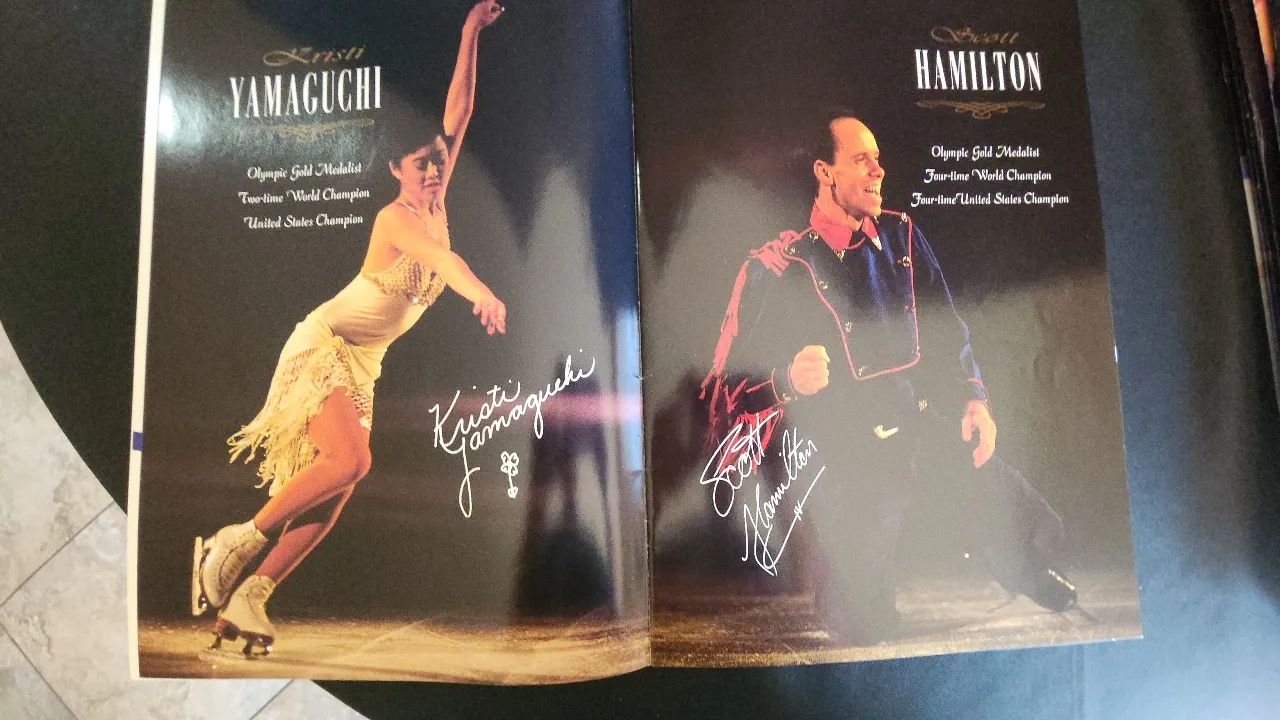 Kristi
YAMAGUCHI
Olympic Gold Medalist
Two-time World Champion
United States Champion
Kristi
Yamaguchi
Scott
HAMILTON
Olympic Gold Medalist
Four-time World Champion
Four-time United States Champion
Scott
Hamilton